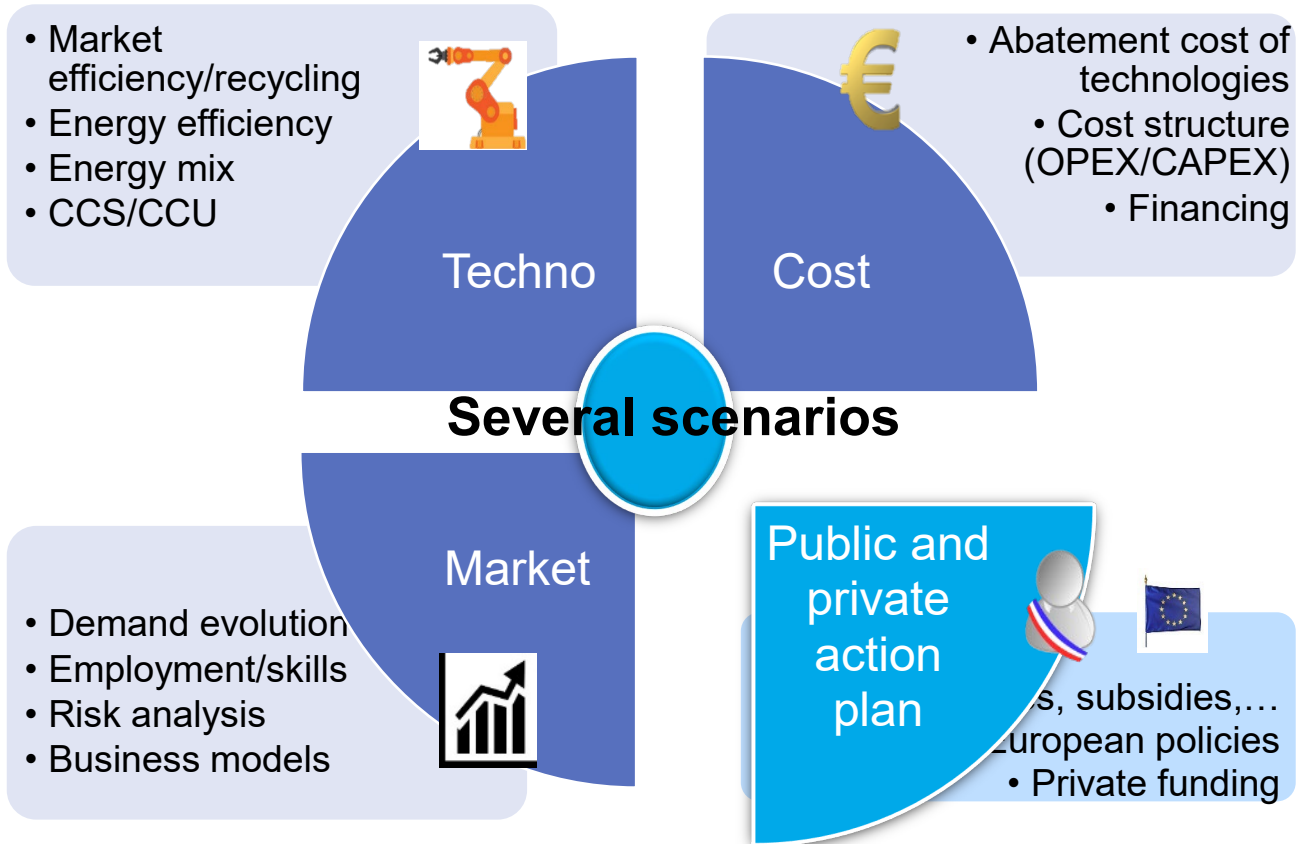 • Market
efficiency/recycling
• Energy efficiency
• Energy mix
• CCS/CCU
Techno
• Abatement cost of
technologies
• Cost structure
(OPEX/CAPEX)
• Financing
Cost
Several scenarios
Market
• Demand evolution
• Employment/skills
• Risk analysis
• Business models
Public and
private
action
plan
subsidies,…
European policies
• Private funding